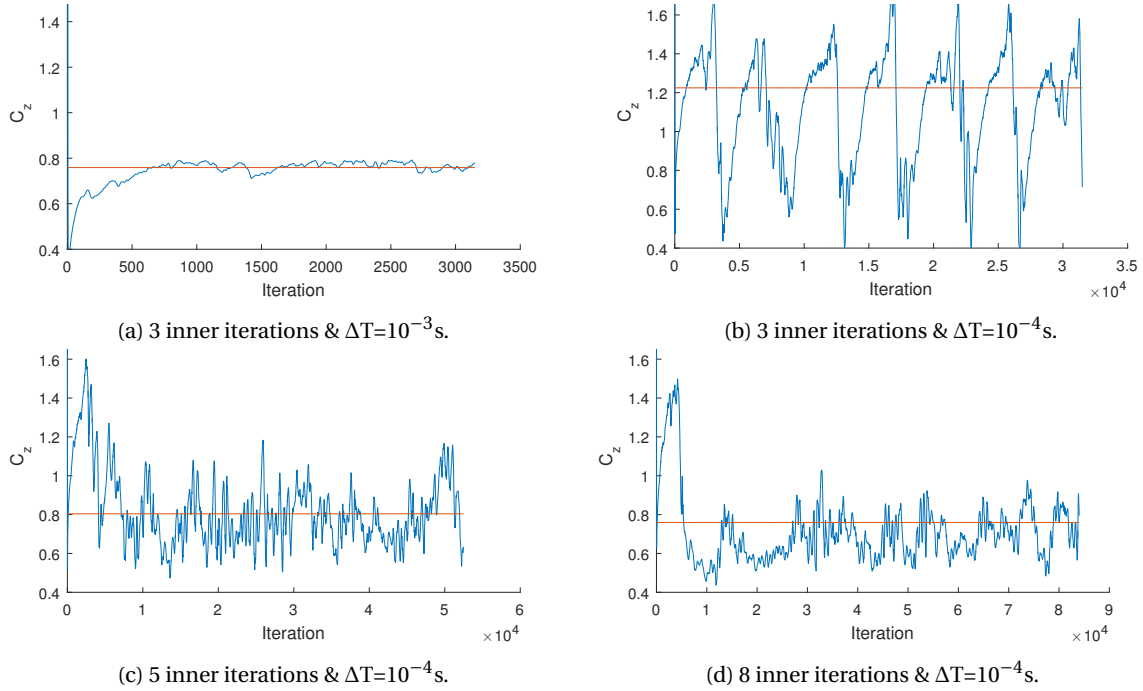 1.4
1.2
1
0.8
0.6
0.4
C_z
0 500 1000 1500 2000 2500 3000 3500
Iteration
(a) 3 inner iterations & ΔT=10⁻³s.
1.6
1.4
1.2
1
0.8
0.6
0.4
C_z
0 0.5 1 1.5 2 2.5 3 3.5
Iteration
×10⁴
(b) 3 inner iterations & ΔT=10⁻⁴s.
1.6
1.4
1.2
1
0.8
0.6
0.4
C_z
0 1 2 3 4 5 6
Iteration
×10⁴
(c) 5 inner iterations & ΔT=10⁻⁴s.
1.6
1.4
1.2
1
0.8
0.6
0.4
C_z
0 1 2 3 4 5 6 7 8 9
Iteration
×10⁴
(d) 8 inner iterations & ΔT=10⁻⁴s.